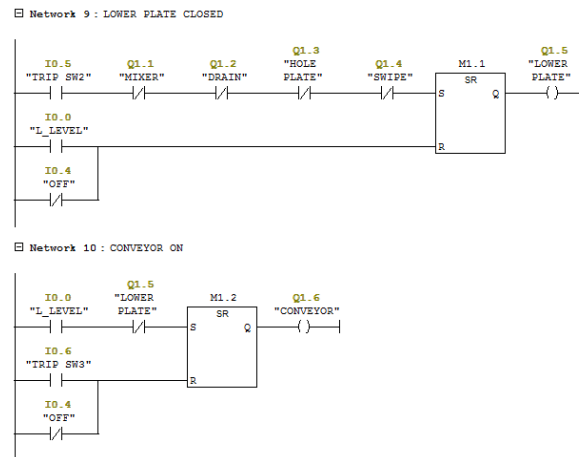 Network 9 : LOWER PLATE CLOSED
I0.5 Q1.1 Q1.2 Q1.3 Q1.4 M1.1 Q1.5
"TRIP SW2" "MIXER" "DRAIN" "HOLE PLATE" "SWIPE" SR "LOWER PLATE"
S Q
I0.0
"L_LEVEL"
R
I0.4
"OFF"
Network 10 : CONVEYOR ON
I0.0 Q1.5 M1.2 Q1.6
"L_LEVEL" "LOWER PLATE" SR "CONVEYOR"
S Q
I0.6
"TRIP SW3"
R
I0.4
"OFF"